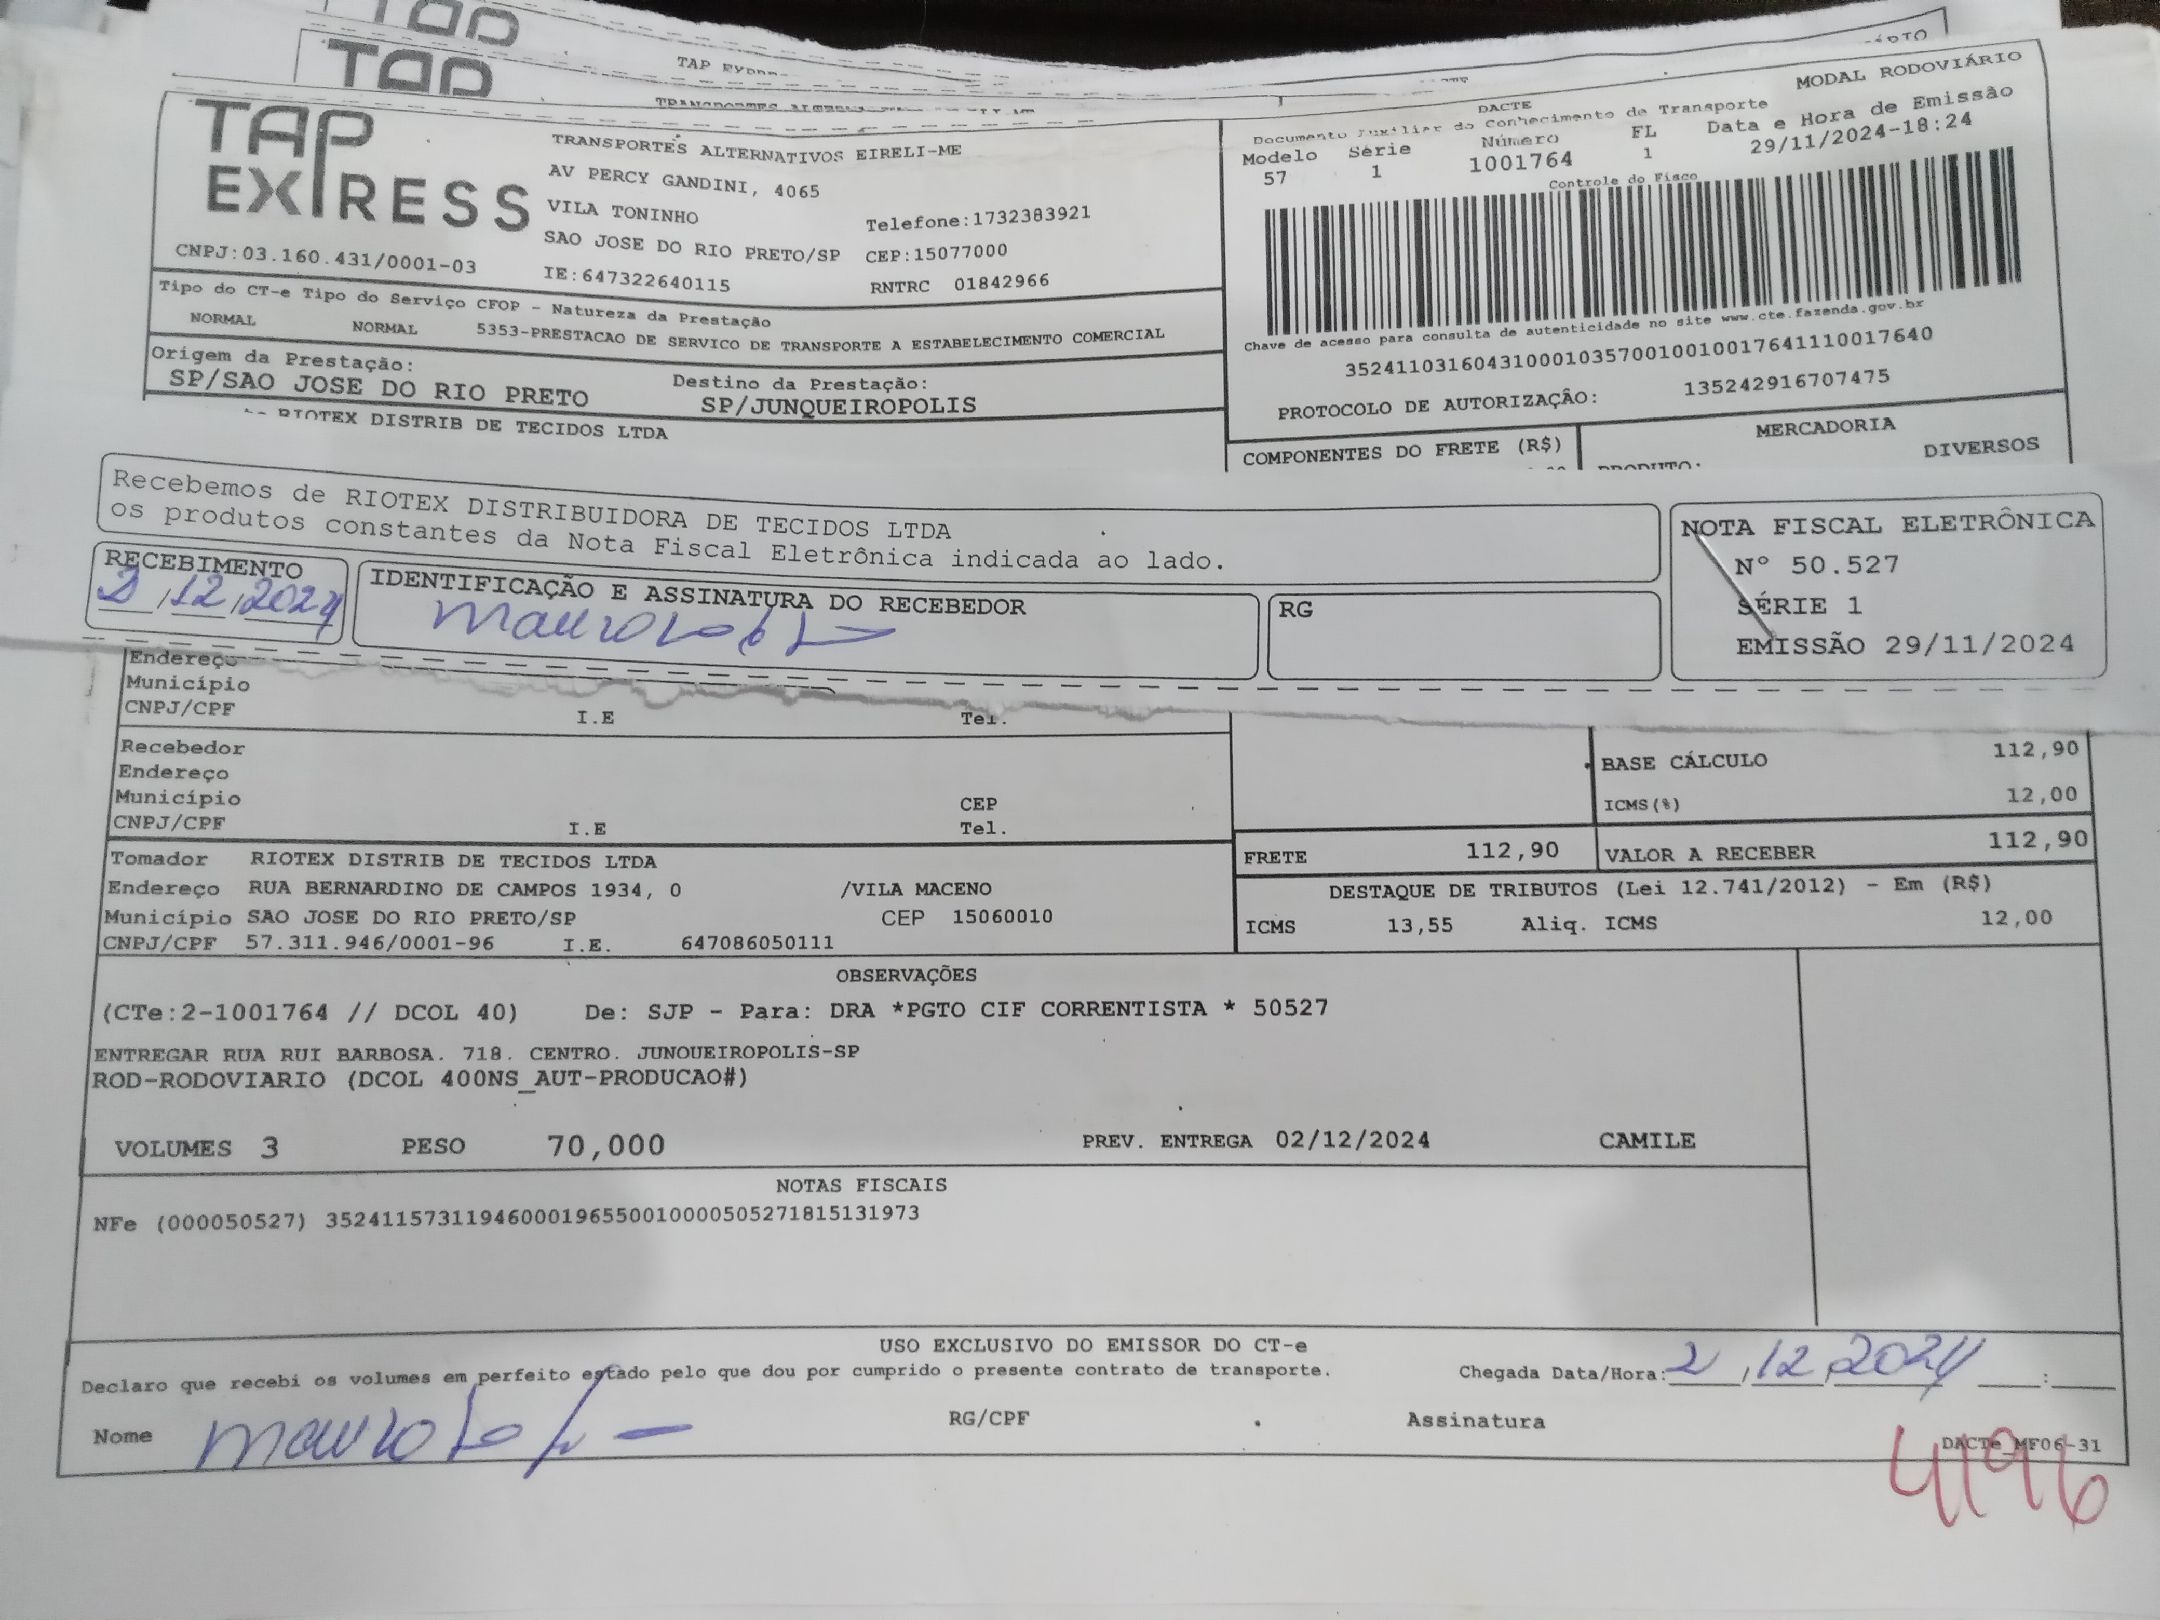 TAP
TAP
TAP EXPRESS
TRANSPORTES ALTERNATIVOS EIRELI-ME
AV PERCY GANDINI, 4065
VILA TONINHO
Telefone:1732383921
SAO JOSE DO RIO PRETO/SP CEP:15077000
CNPJ:03.160.431/0001-03
IE:647322640115
RNTRC 01842966
MODAL RODOVIÁRIO
DACTE
Documento Auxiliar do Conhecimento de Transporte
Modelo Série Número FL Data e Hora de Emissão
57 1 1001764 1 29/11/2024-18:24
Controle do Fisco
Tipo do CT-e Tipo do Serviço CFOP - Natureza da Prestação
NORMAL NORMAL 5353-PRESTACAO DE SERVICO DE TRANSPORTE A ESTABELECIMENTO COMERCIAL
Chave de acesso para consulta de autenticidade no site www.cte.fazenda.gov.br
35241103160431000103570010010017641110017640
PROTOCOLO DE AUTORIZAÇÃO: 135242916707475
Origem da Prestação:
SP/SAO JOSE DO RIO PRETO
Destino da Prestação:
SP/JUNQUEIROPOLIS
RIOTEX DISTRIB DE TECIDOS LTDA
COMPONENTES DO FRETE (R$)
MERCADORIA
PRODUTO: DIVERSOS
Recebemos de RIOTEX DISTRIBUIDORA DE TECIDOS LTDA
os produtos constantes da Nota Fiscal Eletrônica indicada ao lado.
NOTA FISCAL ELETRÔNICA
Nº 50.527
SÉRIE 1
EMISSÃO 29/11/2024
RECEBIMENTO
2/12/2024
IDENTIFICAÇÃO E ASSINATURA DO RECEBEDOR
Mauro
RG
Endereço
Município
CNPJ/CPF I.E Tel.
Recebedor
Endereço
Município CEP
CNPJ/CPF I.E Tel.
BASE CÁLCULO 112,90
ICMS(%) 12,00
FRETE 112,90 VALOR A RECEBER 112,90
Tomador RIOTEX DISTRIB DE TECIDOS LTDA
Endereço RUA BERNARDINO DE CAMPOS 1934, 0 /VILA MACENO
Município SAO JOSE DO RIO PRETO/SP CEP 15060010
CNPJ/CPF 57.311.946/0001-96 I.E. 647086050111
DESTAQUE DE TRIBUTOS (Lei 12.741/2012) - Em (R$)
ICMS 13,55 Aliq. ICMS 12,00
OBSERVAÇÕES
(CTe:2-1001764 // DCOL 40) De: SJP - Para: DRA *PGTO CIF CORRENTISTA * 50527
ENTREGAR RUA RUI BARBOSA. 718. CENTRO. JUNQUEIROPOLIS-SP
ROD-RODOVIARIO (DCOL 400NS_AUT-PRODUCAO#)
VOLUMES 3 PESO 70,000 PREV. ENTREGA 02/12/2024 CAMILE
NOTAS FISCAIS
NFe (000050527) 35241157311946000196550010000505271815131973
USO EXCLUSIVO DO EMISSOR DO CT-e
Declaro que recebi os volumes em perfeito estado pelo que dou por cumprido o presente contrato de transporte.
Chegada Data/Hora: 2/12/2024 :
Nome Mauro RG/CPF Assinatura
DACTe_MF06-31
4196